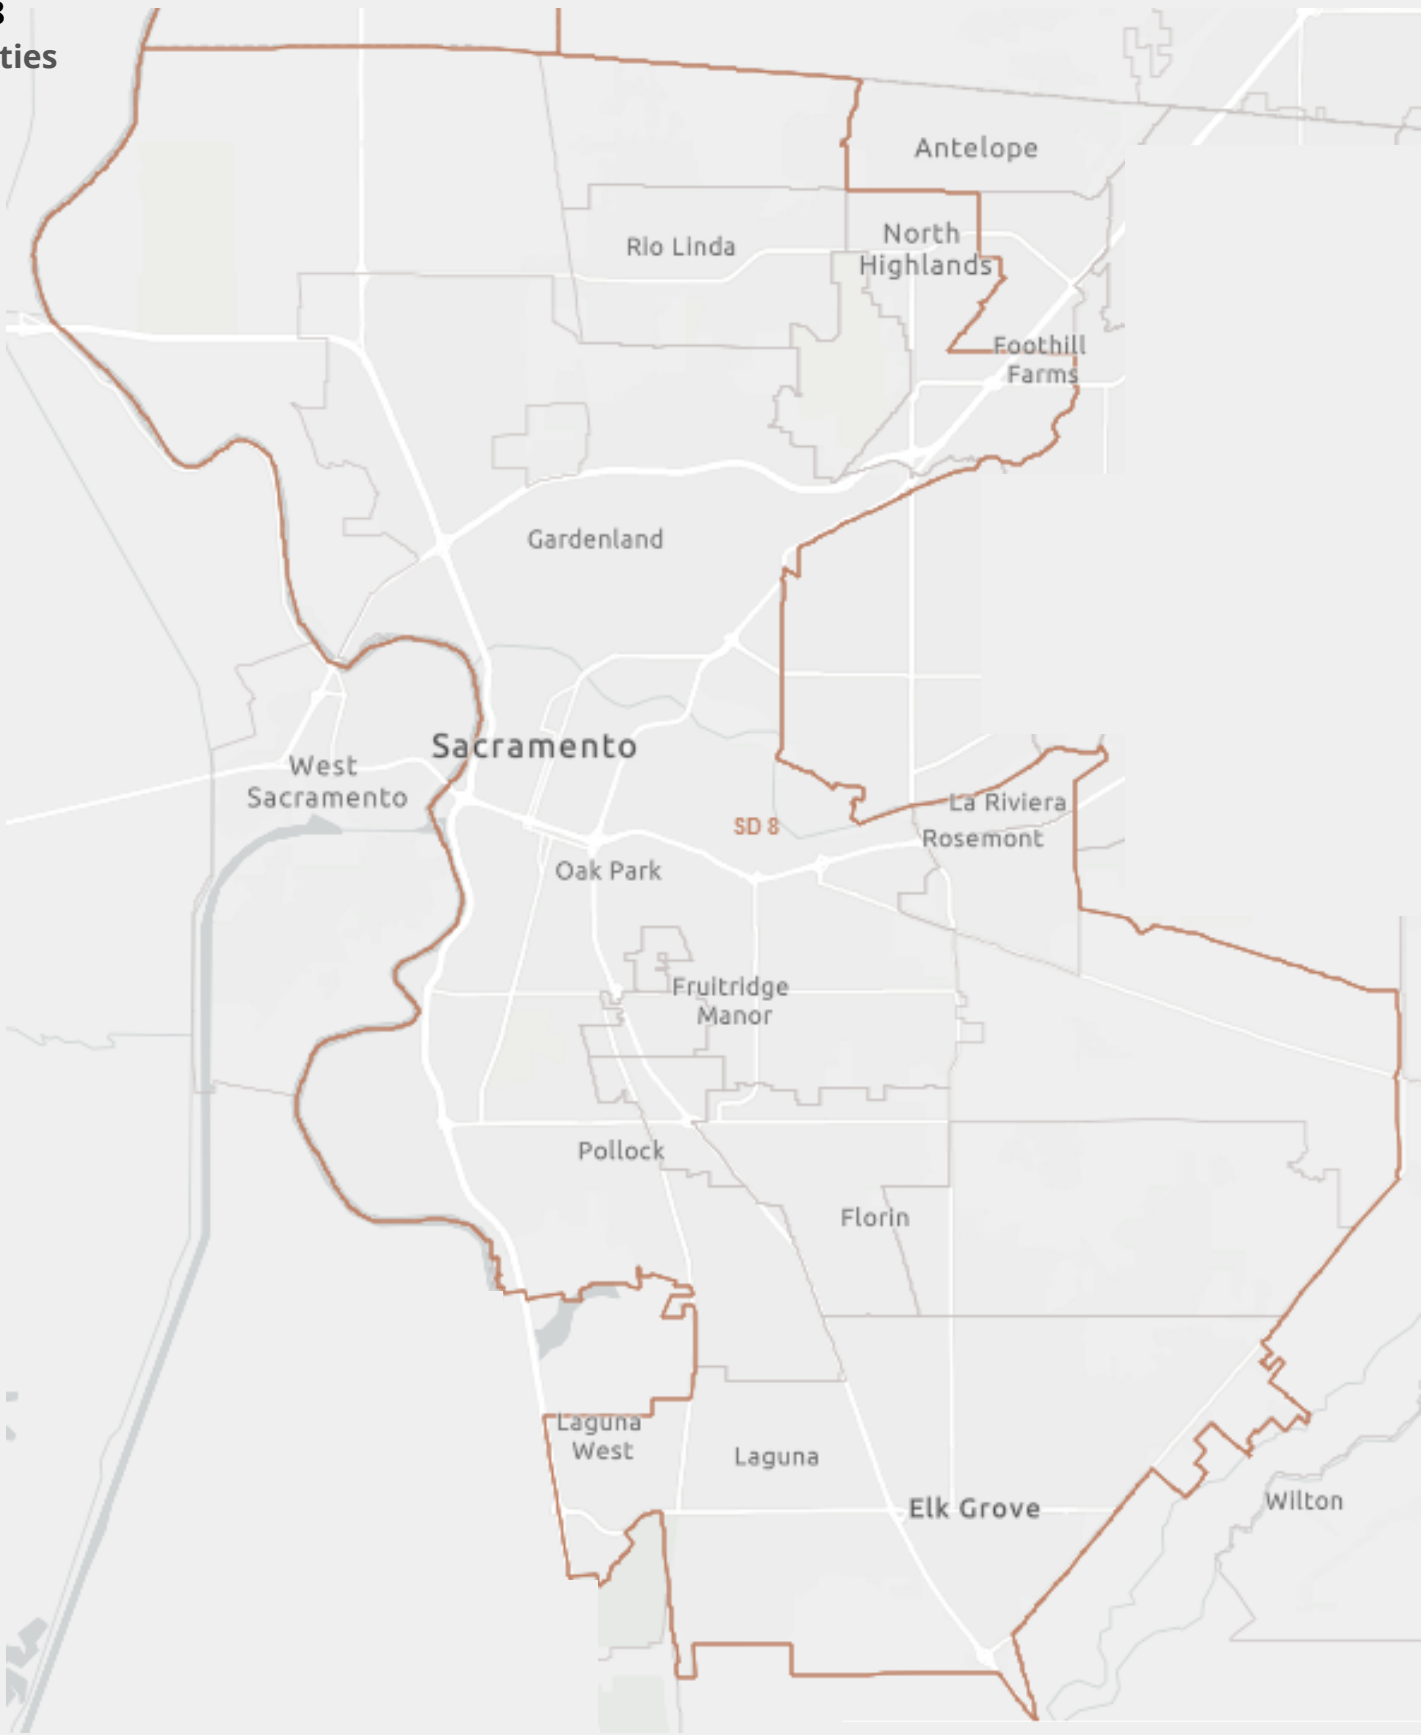 8
ties
Antelope
North
Highlands
Rio Linda
Foothill
Farms
Gardenland
Sacramento
West
Sacramento
La Riviera
SD 8
Rosemont
Oak Park
Fruitridge
Manor
Pollock
Florin
Laguna
West
Laguna
Wilton
Elk Grove